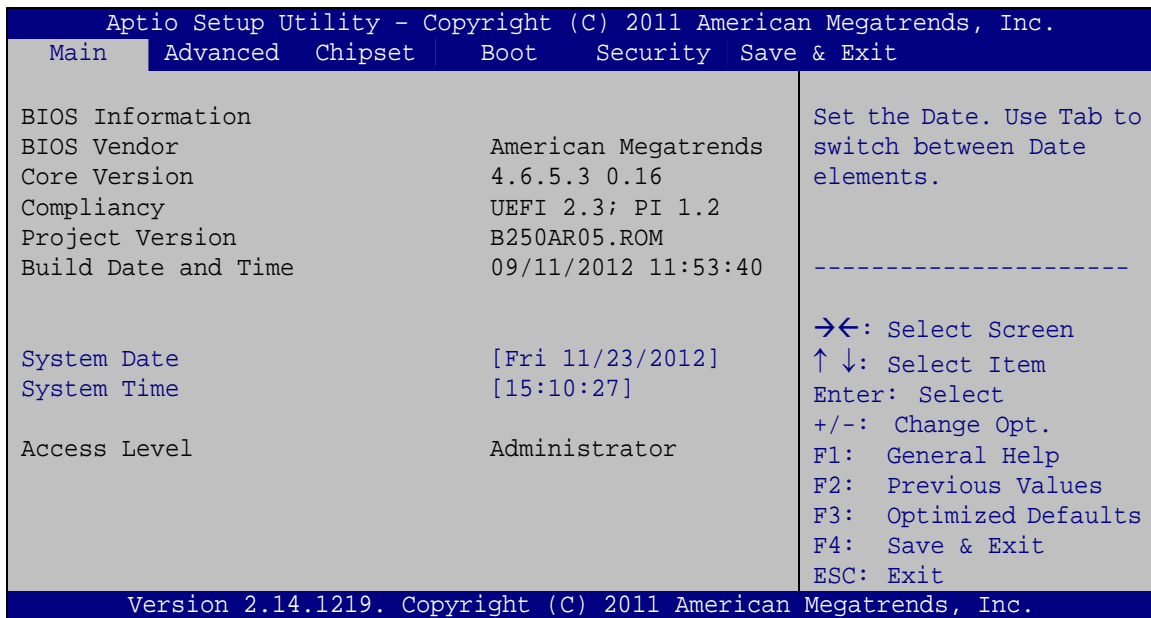 Aptio Setup Utility – Copyright (C) 2011 American Megatrends, Inc.
Main Advanced Chipset Boot Security Save & Exit
BIOS Information
BIOS Vendor American Megatrends
Core Version 4.6.5.3 0.16
Compliancy UEFI 2.3; PI 1.2
Project Version B250AR05.ROM
Build Date and Time 09/11/2012 11:53:40
System Date [Fri 11/23/2012]
System Time [15:10:27]
Access Level Administrator
Set the Date. Use Tab to
switch between Date
elements.
----------------------
→←: Select Screen
↑ ↓: Select Item
Enter: Select
+/-: Change Opt.
F1: General Help
F2: Previous Values
F3: Optimized Defaults
F4: Save & Exit
ESC: Exit
Version 2.14.1219. Copyright (C) 2011 American Megatrends, Inc.